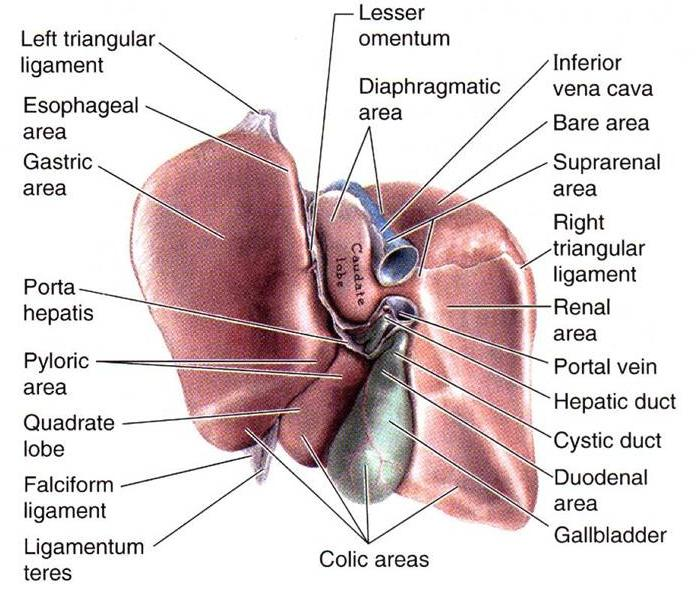 Lesser
omentum
Left triangular
ligament
Esophageal
area
Gastric
area
Porta
hepatis
Pyloric
area
Quadrate
lobe
Falciform
ligament
Ligamentum
teres
Diaphragmatic
area
Caudate
lobe
Colic areas
Inferior
vena cava
Bare area
Suprarenal
area
Right
triangular
ligament
Renal
area
Portal vein
Hepatic duct
Cystic duct
Duodenal
area
Gallbladder